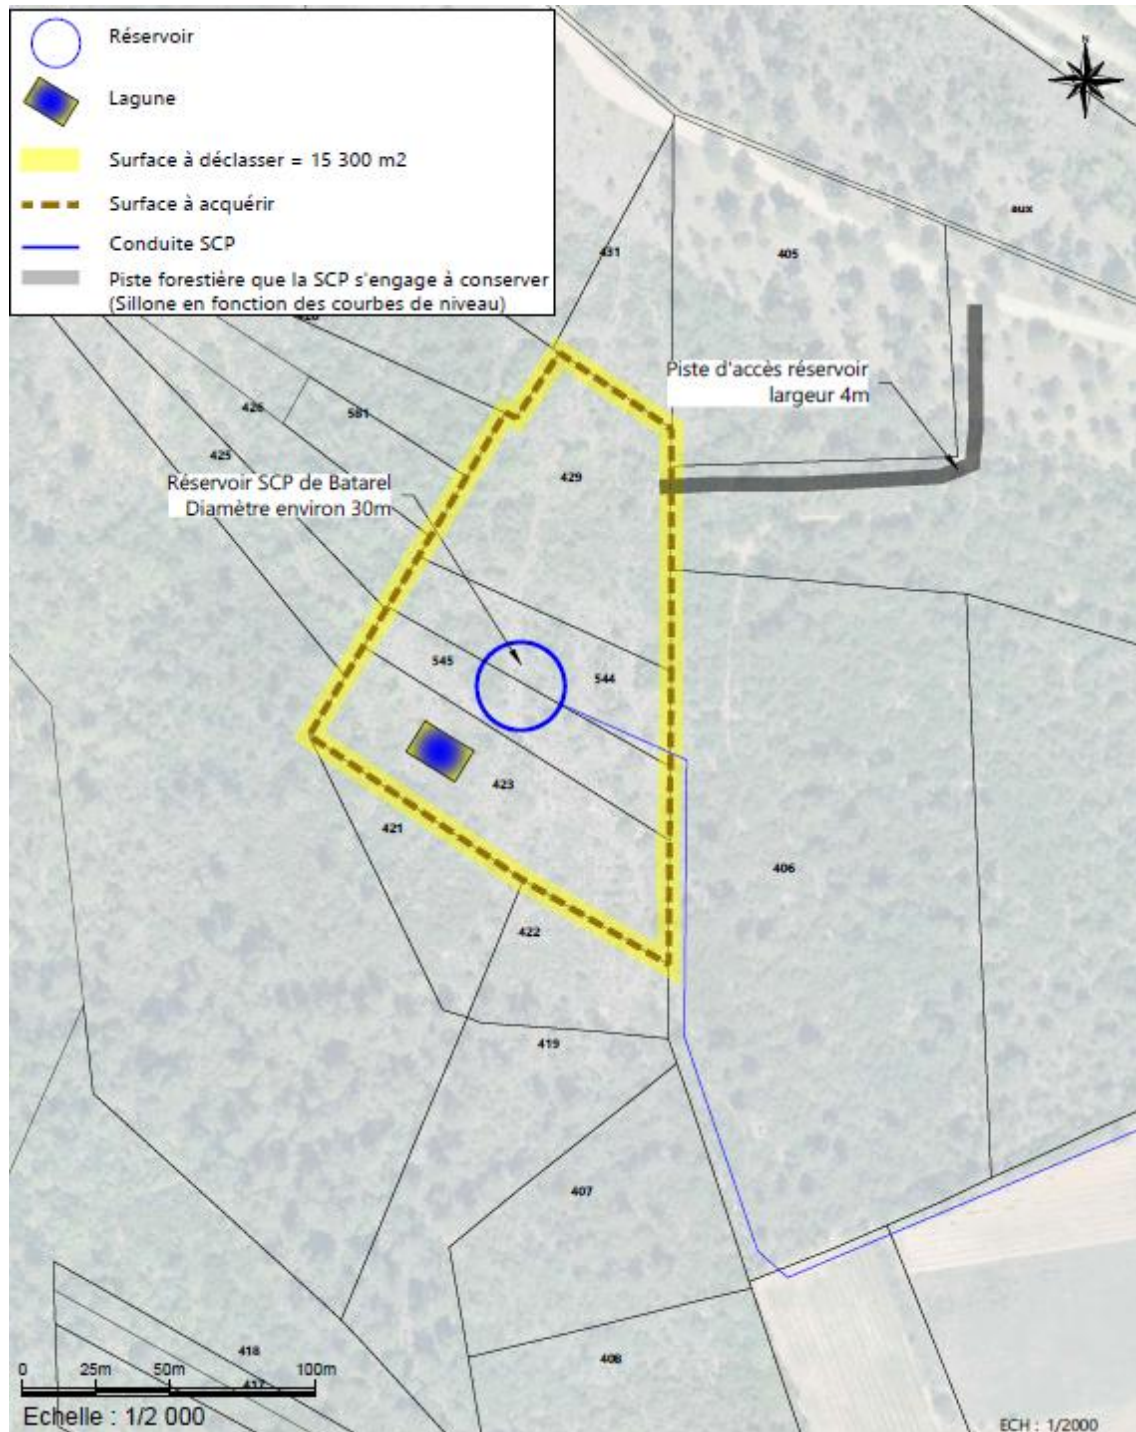 Réservoir
Lagune
Surface à déclasser = 15 300 m2
Surface à acquérir
Conduite SCP
Piste forestière que la SCP s'engage à conserver
(Sillone en fonction des courbes de niveau)
N
aux
431
405
Piste d'accès réservoir
largeur 4m
426
581
425
429
Réservoir SCP de Batarel
Diamètre environ 30m
545
544
423
421
406
422
419
407
418
408
417
0 25m 50m 100m
Echelle : 1/2 000
ECH : 1/2000